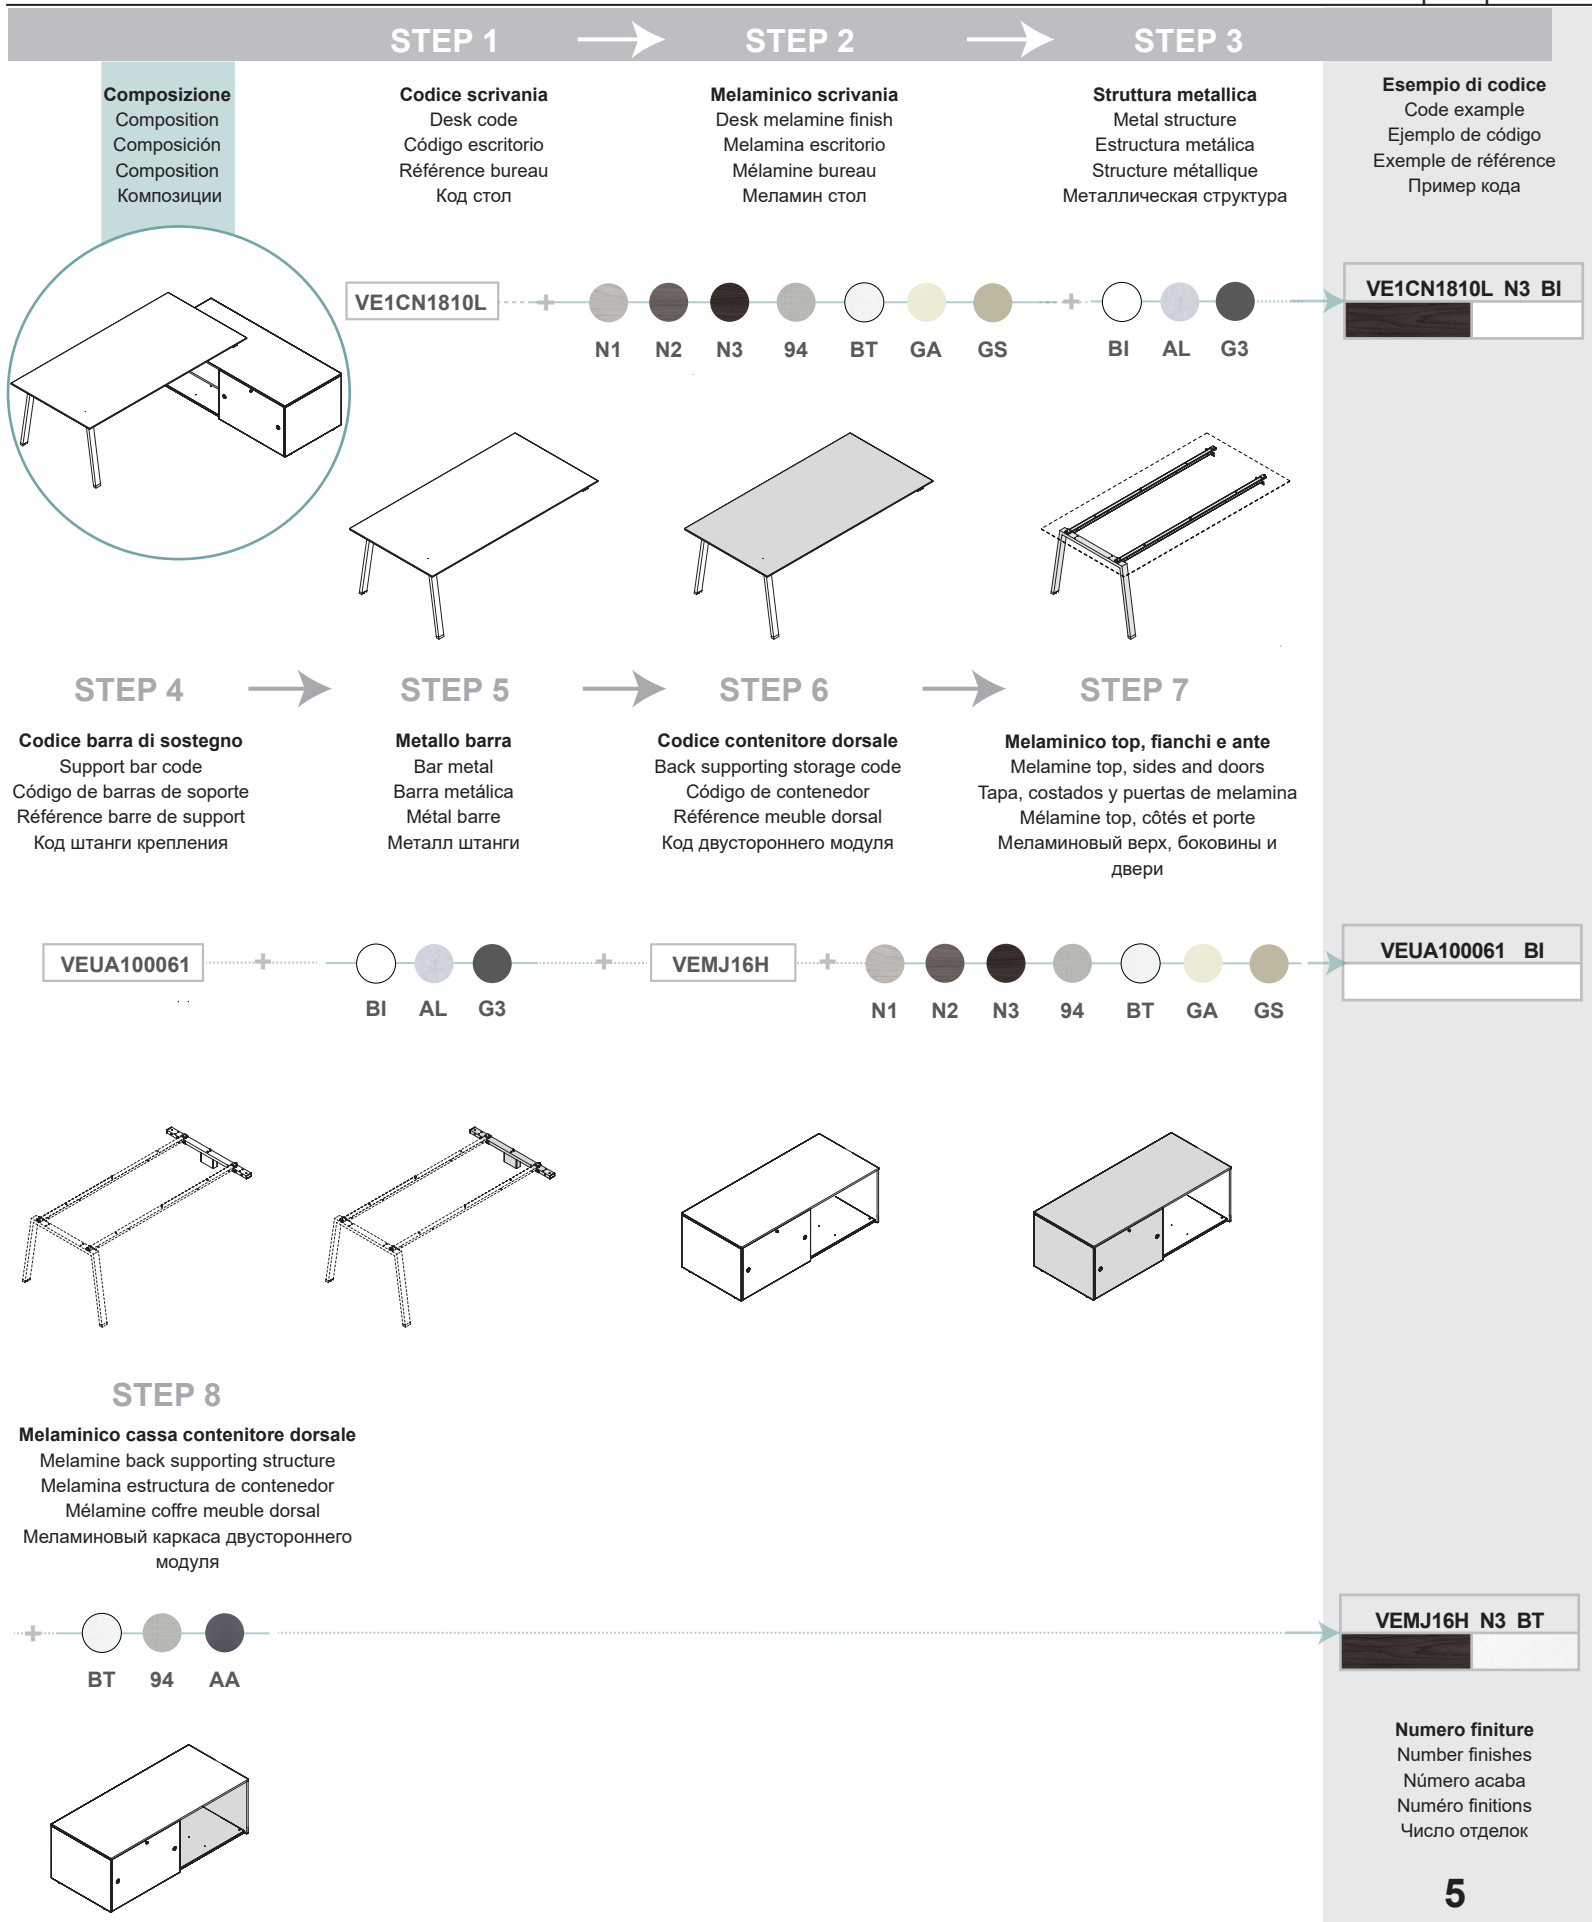 STEP 1
STEP 2
STEP 3
Composizione
Composition
Composición
Composition
Композиции
Codice scrivania
Desk code
Código escritorio
Référence bureau
Код стол
Melaminico scrivania
Desk melamine finish
Melamina escritorio
Mélamine bureau
Меламин стол
Struttura metallica
Metal structure
Estructura metálica
Structure métallique
Металлическая структура
Esempio di codice
Code example
Ejemplo de código
Exemple de référence
Пример кода
VE1CN1810L
+
N1 N2 N3 94 BT GA GS
+
BI AL G3
VE1CN1810L N3 BI
STEP 4
STEP 5
STEP 6
STEP 7
Codice barra di sostegno
Support bar code
Código de barras de soporte
Référence barre de support
Код штанги крепления
Metallo barra
Bar metal
Barra metálica
Métal barre
Металл штанги
Codice contenitore dorsale
Back supporting storage code
Código de contenedor
Référence meuble dorsal
Код двустороннего модуля
Melaminico top, fianchi e ante
Melamine top, sides and doors
Tapa, costados y puertas de melamina
Mélamine top, côtés et porte
Меламиновый верх, боковины и
двери
VEUA100061
+
BI AL G3
+
VEMJ16H
+
N1 N2 N3 94 BT GA GS
VEUA100061 BI
STEP 8
Melaminico cassa contenitore dorsale
Melamine back supporting structure
Melamina estructura de contenedor
Mélamine coffre meuble dorsal
Меламиновый каркаса двустороннего
модуля
+
BT 94 AA
VEMJ16H N3 BT
Numero finiture
Number finishes
Número acaba
Numéro finitions
Число отделок
5